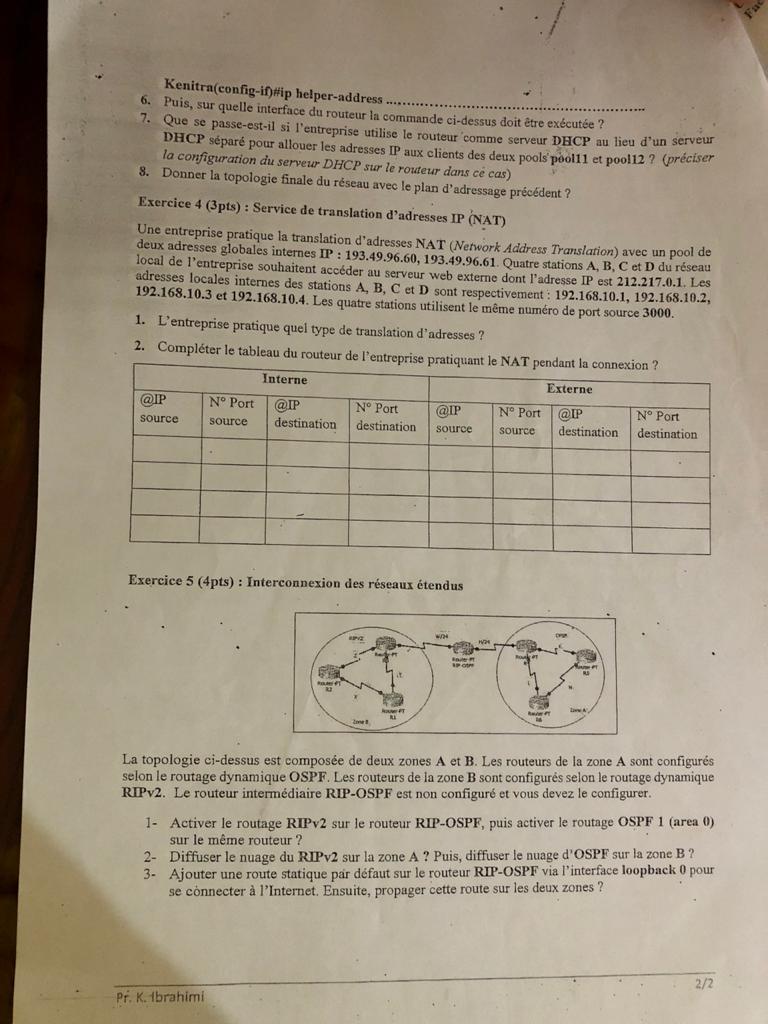 Kenitra(config-if)#ip helper-address ....................................................
6. Puis, sur quelle interface du routeur la commande ci-dessus doit être exécutée ?
7. Que se passe-est-il si l'entreprise utilise le routeur comme serveur DHCP au lieu d'un serveur
DHCP séparé pour allouer les adresses IP aux clients des deux pools pool11 et pool12 ? (préciser
la configuration du serveur DHCP sur le routeur dans ce cas)
8. Donner la topologie finale du réseau avec le plan d'adressage précédent ?
Exercice 4 (3pts) : Service de translation d'adresses IP (NAT)
Une entreprise pratique la translation d'adresses NAT (Network Address Translation) avec un pool de
deux adresses globales internes IP : 193.49.96.60, 193.49.96.61. Quatre stations A, B, C et D du réseau
local de l'entreprise souhaitent accéder au serveur web externe dont l'adresse IP est 212.217.0.1. Les
adresses locales internes des stations A, B, C et D sont respectivement : 192.168.10.1, 192.168.10.2,
192.168.10.3 et 192.168.10.4. Les quatre stations utilisent le même numéro de port source 3000.
1. L'entreprise pratique quel type de translation d'adresses ?
2. Compléter le tableau du routeur de l'entreprise pratiquant le NAT pendant la connexion ?
Interne Externe
@IP N° Port @IP N° Port @IP N° Port @IP N° Port
source source destination destination source source destination destination
Exercice 5 (4pts) : Interconnexion des réseaux étendus
RIPV2 W/24 H/24 OSPF
Router-PT Router-PT Router-PT
RIP-OSPF
Router-PT Router-PT
R2 R3
Router-PT Router-PT
R1 R6
Zone B Zone A
La topologie ci-dessus est composée de deux zones A et B. Les routeurs de la zone A sont configurés
selon le routage dynamique OSPF. Les routeurs de la zone B sont configurés selon le routage dynamique
RIPv2. Le routeur intermédiaire RIP-OSPF est non configuré et vous devez le configurer.
1- Activer le routage RIPv2 sur le routeur RIP-OSPF, puis activer le routage OSPF 1 (area 0)
sur le même routeur ?
2- Diffuser le nuage du RIPv2 sur la zone A ? Puis, diffuser le nuage d'OSPF sur la zone B ?
3- Ajouter une route statique par défaut sur le routeur RIP-OSPF via l'interface loopback 0 pour
se connecter à l'Internet. Ensuite, propager cette route sur les deux zones ?
2/2
Pr. K. Ibrahimi